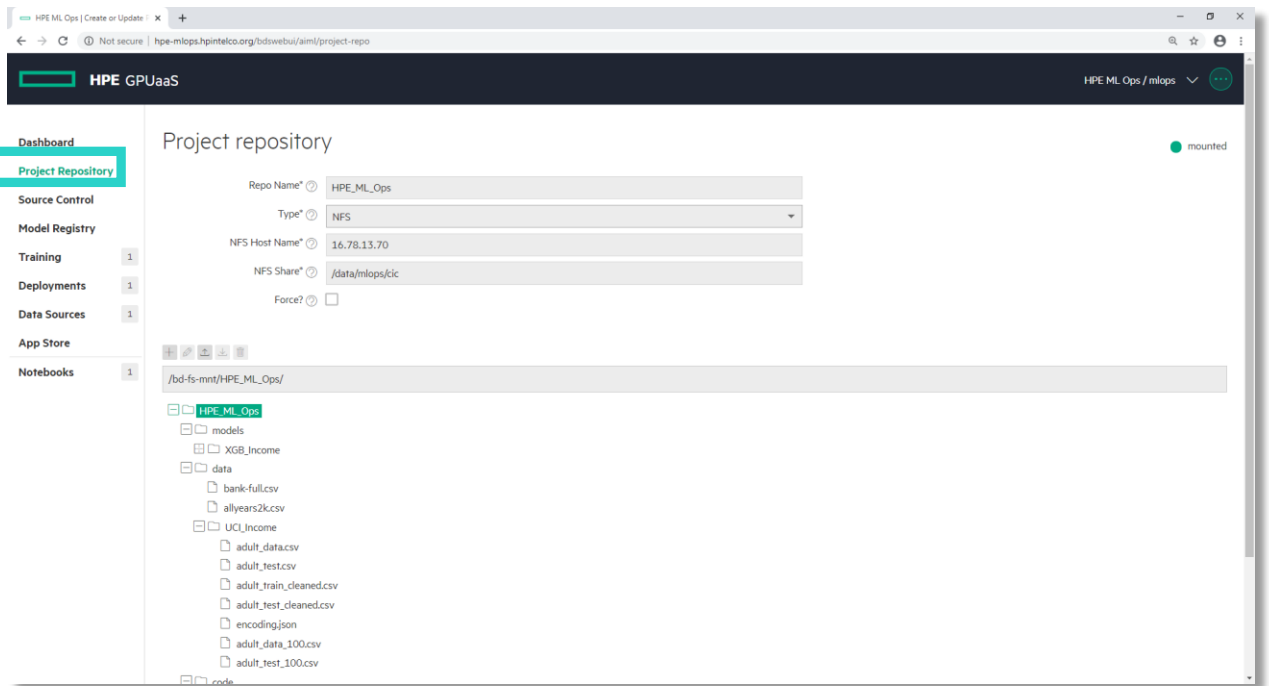 HPE ML Ops | Create or Update
Not secure | hpe-mlops.hpintelco.org/bdswebui/aiml/project-repo
HPE GPUaaS
HPE ML Ops / mlops
Dashboard
Project Repository
Source Control
Model Registry
Training 1
Deployments 1
Data Sources 1
App Store
Notebooks 1
Project repository
mounted
Repo Name* HPE_ML_Ops
Type* NFS
NFS Host Name* 16.78.13.70
NFS Share* /data/mlops/cic
Force?
/bd-fs-mnt/HPE_ML_Ops/
HPE_ML_Ops
models
XGB_Income
data
bank-full.csv
allyears2k.csv
UCI_Income
adult_data.csv
adult_test.csv
adult_train_cleaned.csv
adult_test_cleaned.csv
encoding.json
adult_data_100.csv
adult_test_100.csv
code